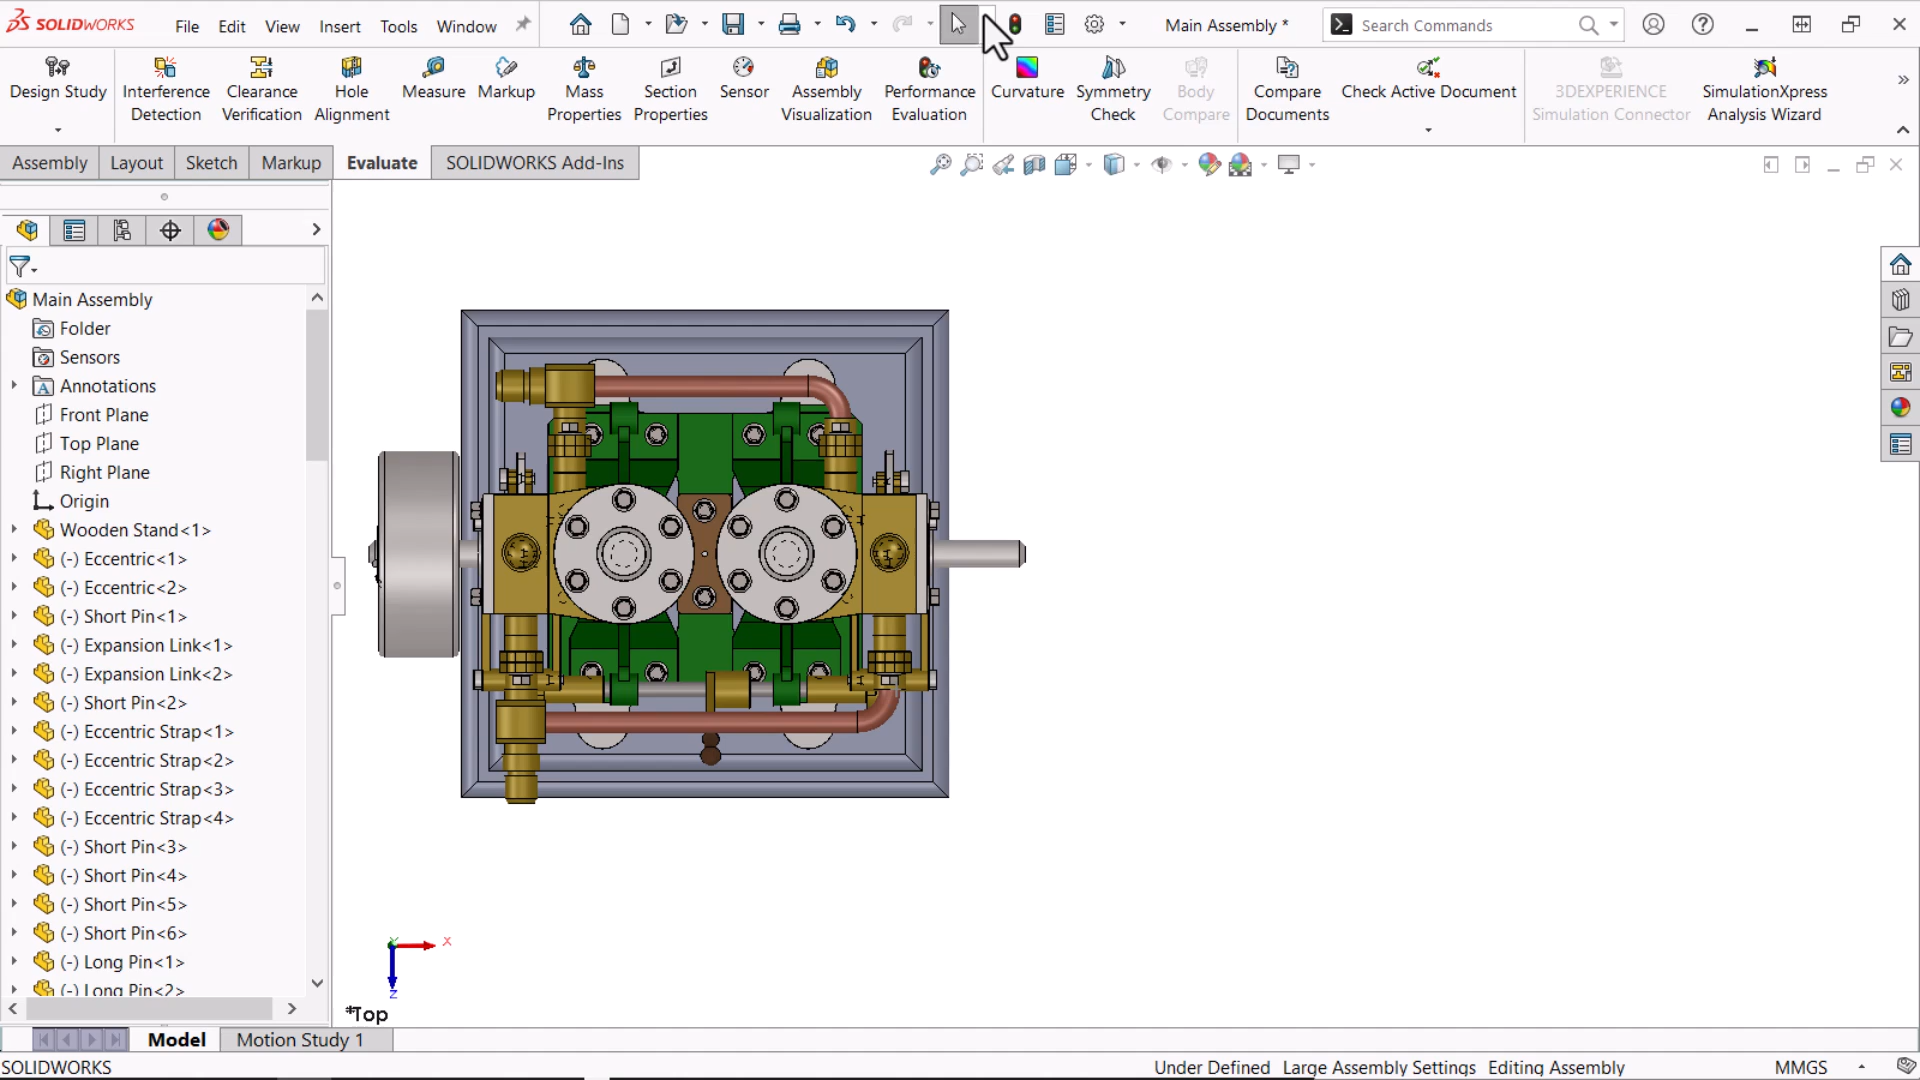 SOLIDWORKS File Edit View Insert Tools Window Main Assembly * Search Commands
Design Study
Interference Detection
Clearance Verification
Hole Alignment
Measure
Markup
Mass Properties
Section Properties
Sensor
Assembly Visualization
Performance Evaluation
Curvature
Symmetry Check
Body Compare
Compare Documents
Check Active Document
3DEXPERIENCE Simulation Connector
SimulationXpress Analysis Wizard
Assembly Layout Sketch Markup Evaluate SOLIDWORKS Add-Ins
Main Assembly
Folder
Sensors
Annotations
Front Plane
Top Plane
Right Plane
Origin
Wooden Stand<1>
(-) Eccentric<1>
(-) Eccentric<2>
(-) Short Pin<1>
(-) Expansion Link<1>
(-) Expansion Link<2>
(-) Short Pin<2>
(-) Eccentric Strap<1>
(-) Eccentric Strap<2>
(-) Eccentric Strap<3>
(-) Eccentric Strap<4>
(-) Short Pin<3>
(-) Short Pin<4>
(-) Short Pin<5>
(-) Short Pin<6>
(-) Long Pin<1>
(-) Long Pin<2>
Y
X
Z
*Top
Model Motion Study 1
SOLIDWORKS Under Defined Large Assembly Settings Editing Assembly MMGS